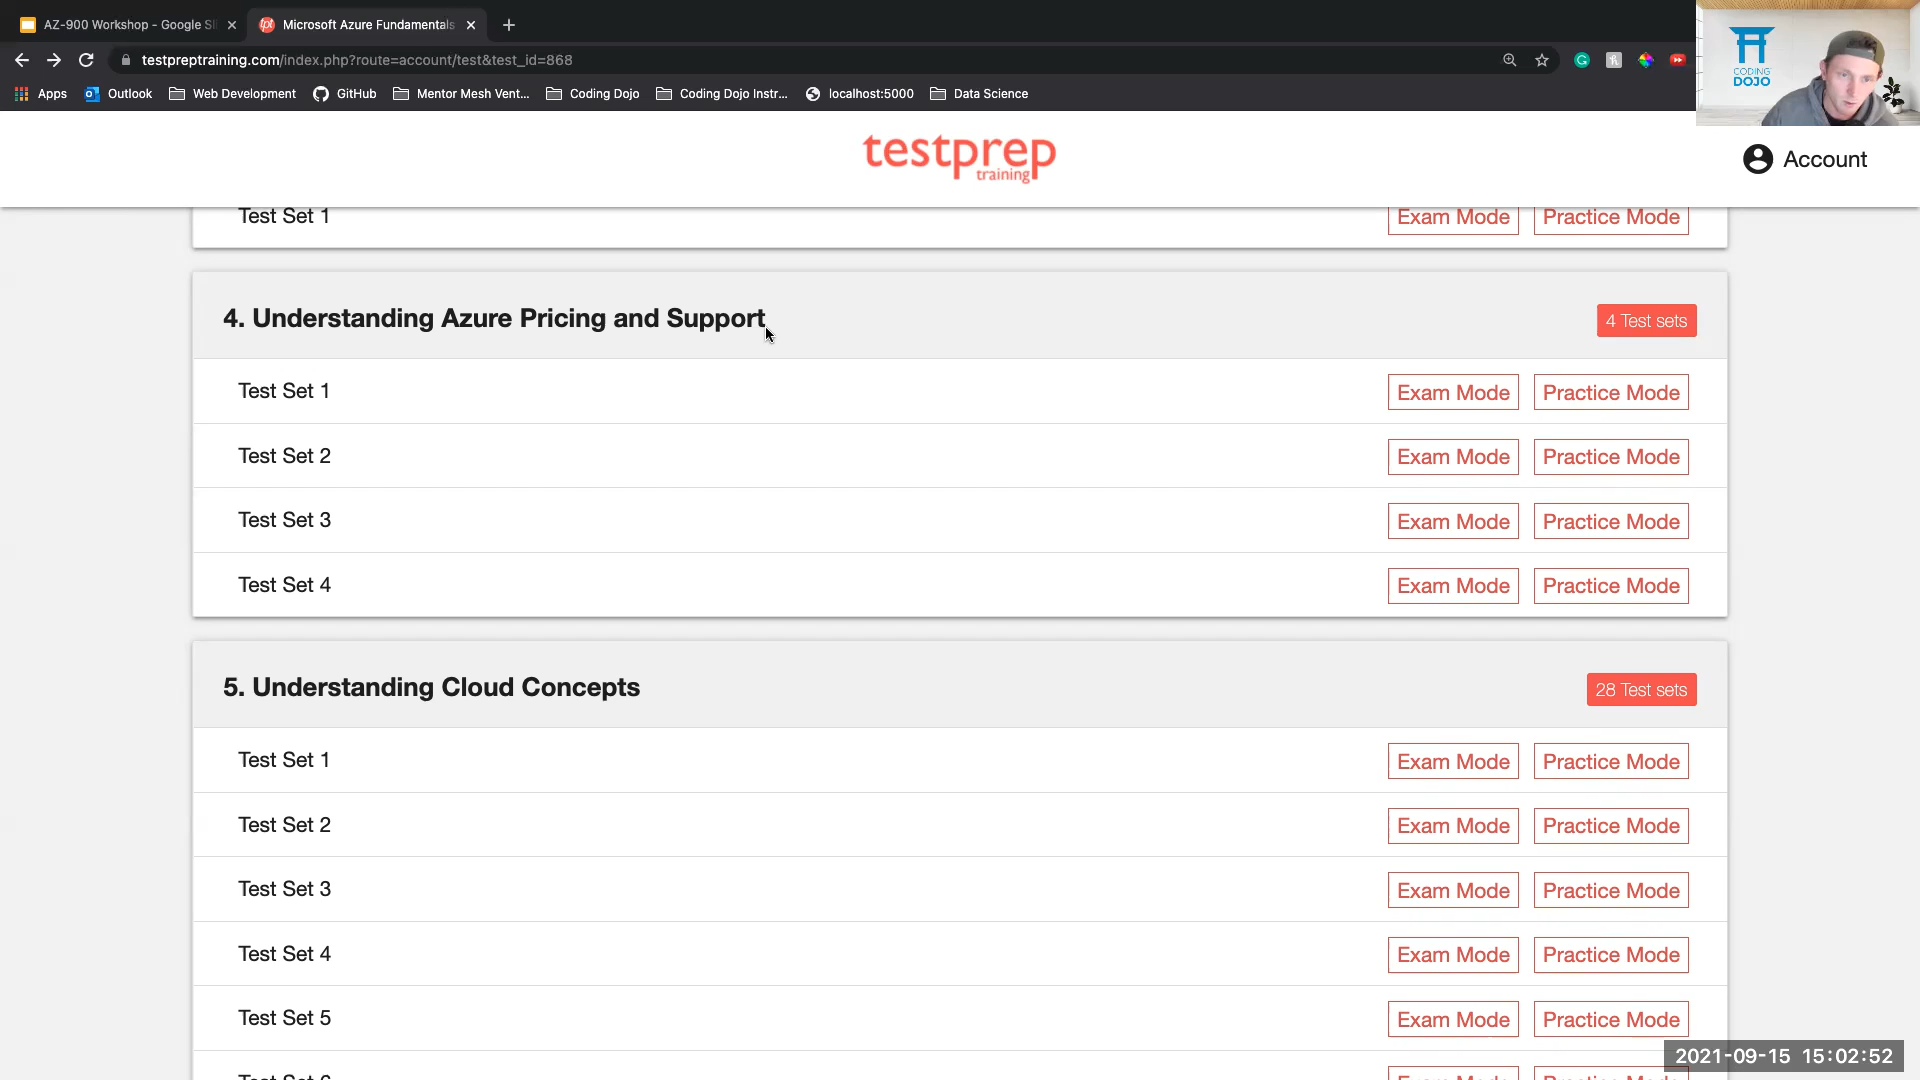 AZ-900 Workshop - Google Sli
Microsoft Azure Fundamentals
testpreptraining.com/index.php?route=account/test&test_id=868
Apps
Outlook
Web Development
GitHub
Mentor Mesh Vent...
Coding Dojo
Coding Dojo Instr...
localhost:5000
Data Science
CODING
DOJO
testprep
training
Account
Test Set 1
Exam Mode
Practice Mode
4. Understanding Azure Pricing and Support
4 Test sets
Test Set 1
Exam Mode
Practice Mode
Test Set 2
Exam Mode
Practice Mode
Test Set 3
Exam Mode
Practice Mode
Test Set 4
Exam Mode
Practice Mode
5. Understanding Cloud Concepts
28 Test sets
Test Set 1
Exam Mode
Practice Mode
Test Set 2
Exam Mode
Practice Mode
Test Set 3
Exam Mode
Practice Mode
Test Set 4
Exam Mode
Practice Mode
Test Set 5
Exam Mode
Practice Mode
2021-09-15 15:02:52